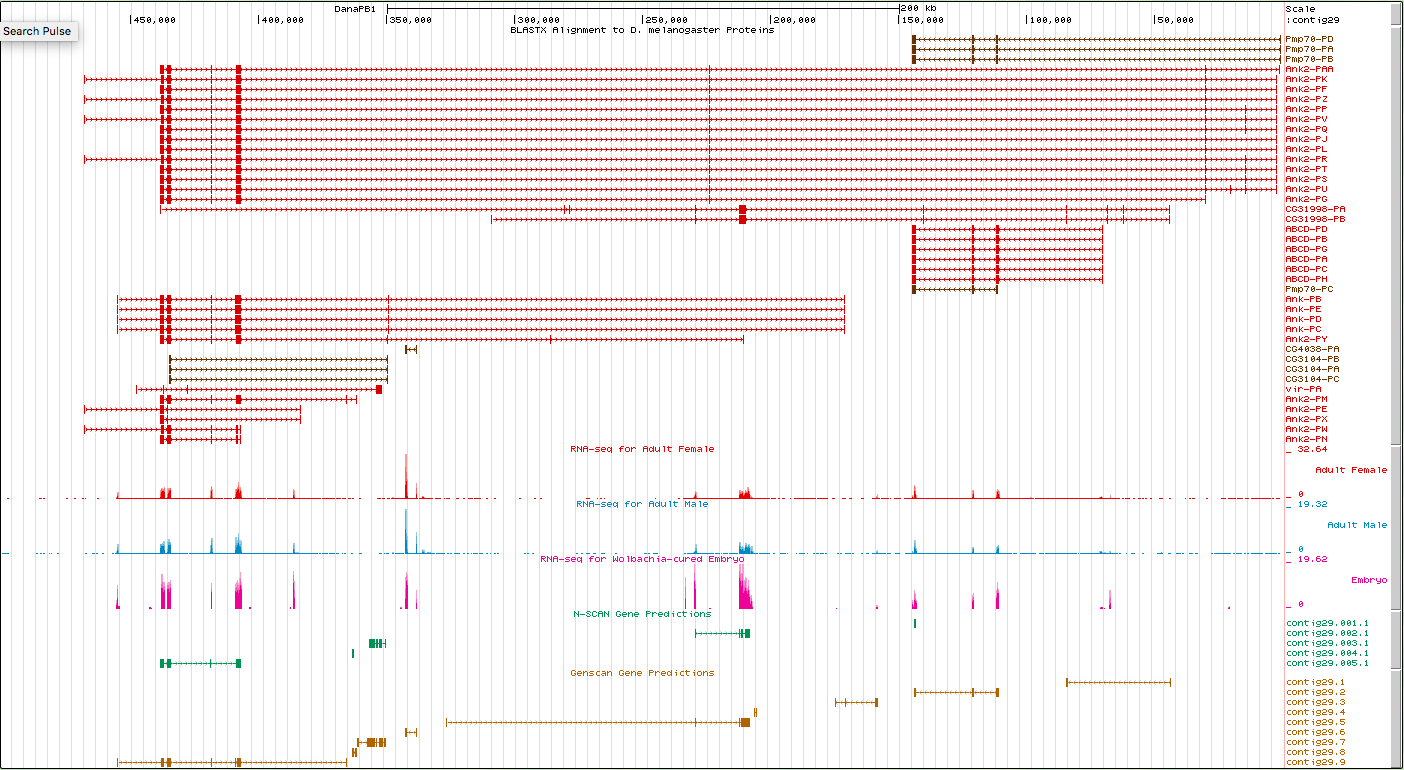 DanaPB1 200 kb Scale
|450,000 |400,000 |350,000 |300,000 |250,000 |200,000 |150,000 |100,000 |50,000 :contig29
Search Pulse
BLASTX Alignment to D. melanogaster Proteins
Pmp70-PD
Pmp70-PA
Pmp70-PB
Ank2-PAA
Ank2-PK
Ank2-PF
Ank2-PZ
Ank2-PP
Ank2-PV
Ank2-PQ
Ank2-PJ
Ank2-PL
Ank2-PR
Ank2-PT
Ank2-PS
Ank2-PU
Ank2-PG
CG31998-PA
CG31998-PB
ABCD-PD
ABCD-PB
ABCD-PG
ABCD-PA
ABCD-PC
ABCD-PH
Pmp70-PC
Ank-PB
Ank-PE
Ank-PD
Ank-PC
Ank2-PY
CG4038-PA
CG3104-PB
CG3104-PA
CG3104-PC
vir-PA
Ank2-PM
Ank2-PE
Ank2-PX
Ank2-PW
Ank2-PN
RNA-seq for Adult Female
32.64
Adult Female
0
RNA-seq for Adult Male
19.32
Adult Male
0
RNA-seq for Wolbachia-cured Embryo
19.62
Embryo
0
N-SCAN Gene Predictions
contig29.001.1
contig29.002.1
contig29.003.1
contig29.004.1
contig29.005.1
Genscan Gene Predictions
contig29.1
contig29.2
contig29.3
contig29.4
contig29.5
contig29.6
contig29.7
contig29.8
contig29.9